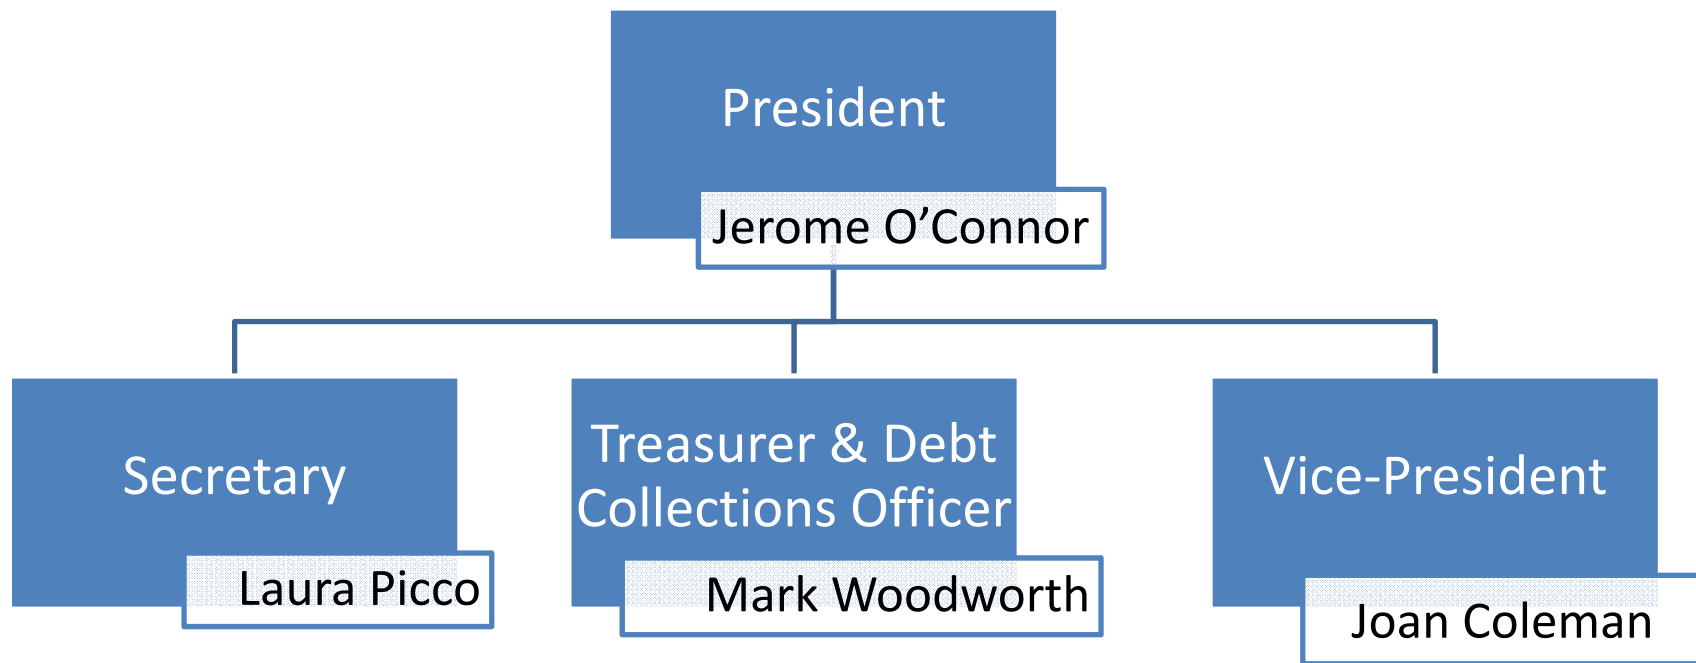 President
Jerome O’Connor
Secretary
Laura Picco
Treasurer & Debt
Collections Officer
Mark Woodworth
Vice-President
Joan Coleman